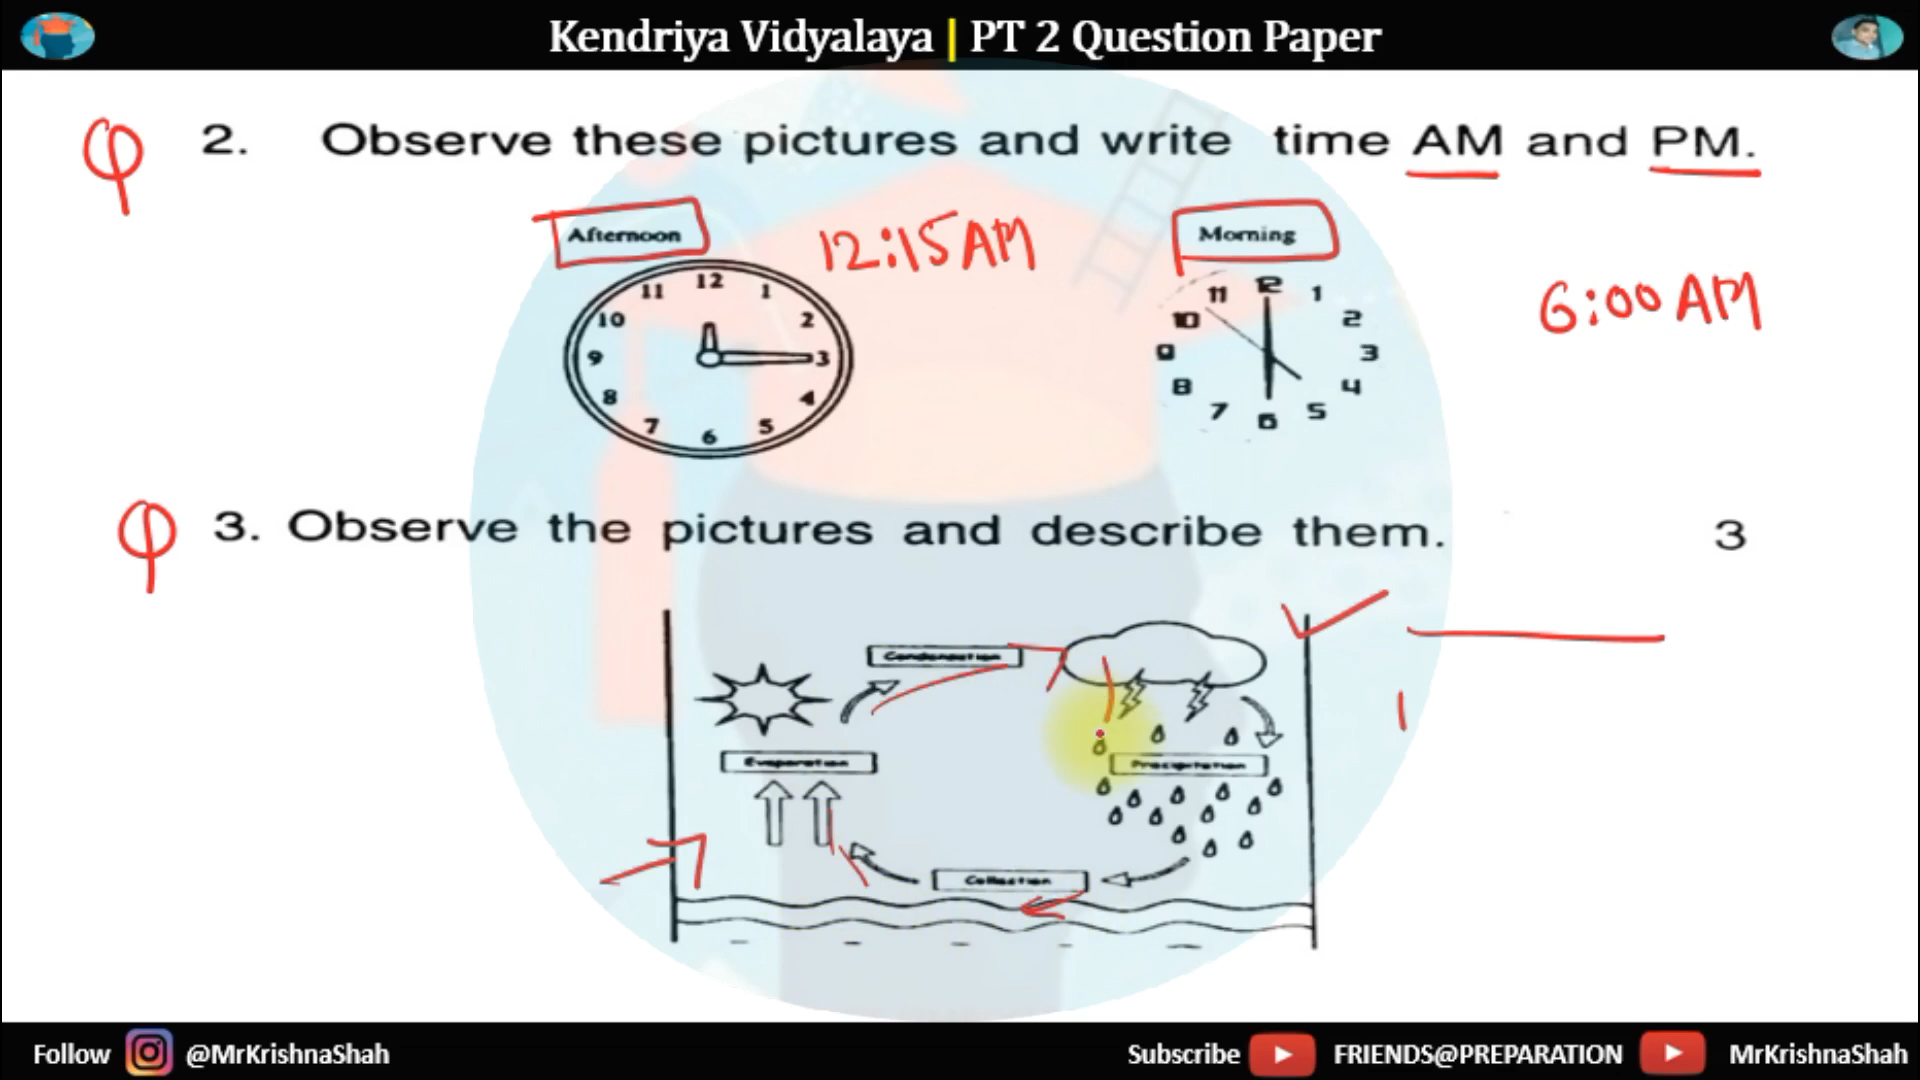 Kendriya Vidyalaya | PT 2 Question Paper
φ 2. Observe these pictures and write time AM and PM.
Afternoon 12:15AM Morning
6:00 AM
12
11 1
10 2
9 3
8 4
7 5
6
12
11 1
10 2
9 3
8 4
7 5
6
φ 3. Observe the pictures and describe them. 3
Condensation
Evaporation Precipitation
Collection
Follow @MrKrishnaShah Subscribe FRIENDS@PREPARATION MrKrishnaShah